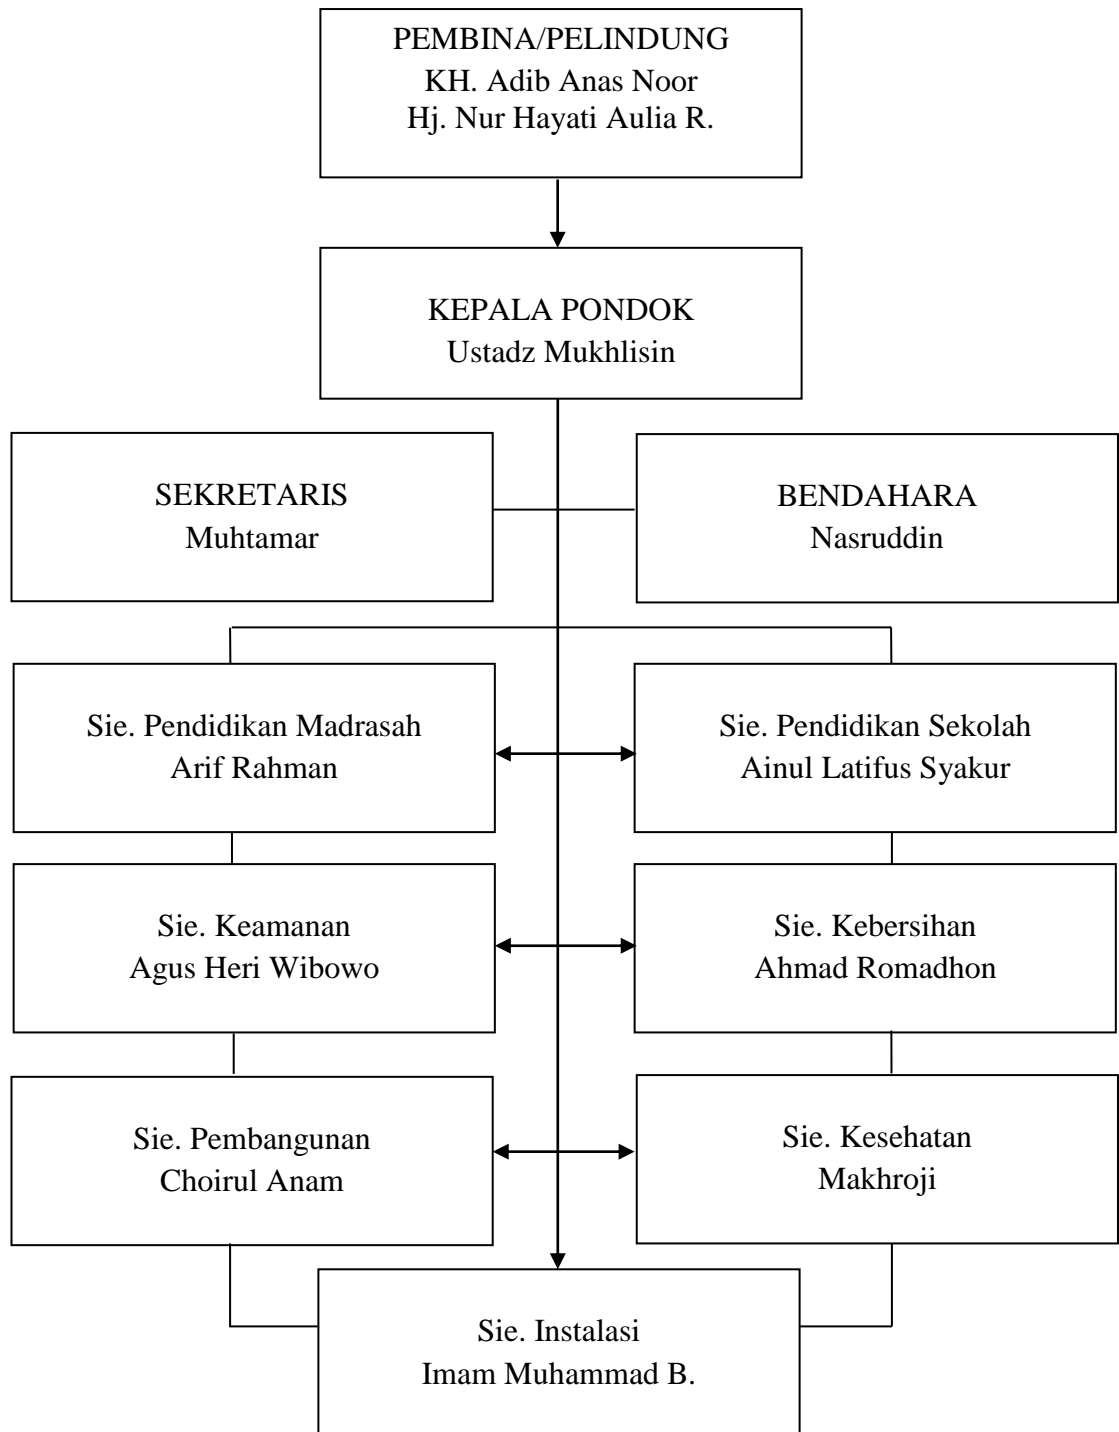 PEMBINA/PELINDUNG
KH. Adib Anas Noor
Hj. Nur Hayati Aulia R.
KEPALA PONDOK
Ustadz Mukhlisin
SEKRETARIS
Muhtamar
BENDAHARA
Nasruddin
Sie. Pendidikan Madrasah
Arif Rahman
Sie. Pendidikan Sekolah
Ainul Latifus Syakur
Sie. Keamanan
Agus Heri Wibowo
Sie. Kebersihan
Ahmad Romadhon
Sie. Pembangunan
Choirul Anam
Sie. Kesehatan
Makhroji
Sie. Instalasi
Imam Muhammad B.